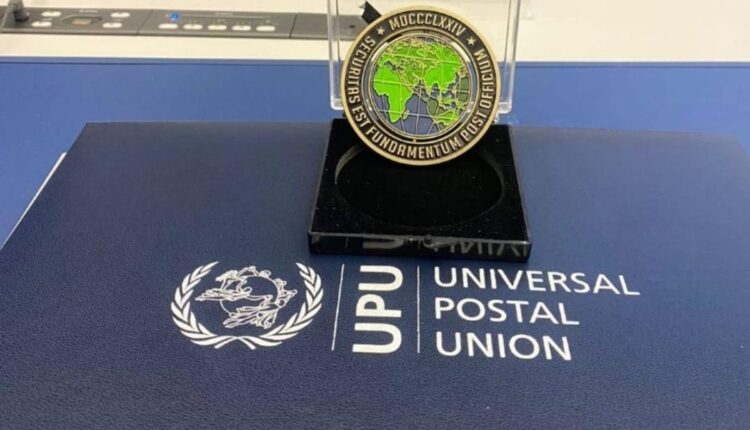 MDCCCLXXIV
SECURITAS EST FUNDAMENTUM POST OFFICIUM
UPU
UNIVERSAL
POSTAL
UNION